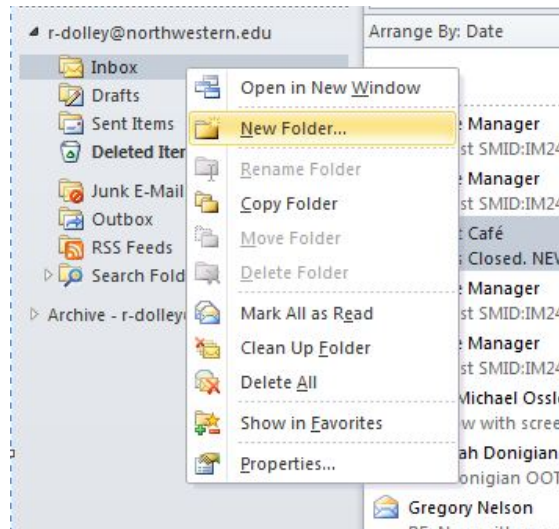 r-dolley@northwestern.edu
Inbox
Drafts
Sent Items
Deleted Iter
Junk E-Mail
Outbox
RSS Feeds
Search Fold
Archive - r-dolley
Open in New Window
New Folder...
Rename Folder
Copy Folder
Move Folder
Delete Folder
Mark All as Read
Clean Up Folder
Delete All
Show in Favorites
Properties...
Arrange By: Date
e Manager
st SMID:IM24
e Manager
st SMID:IM24
t Café
s Closed. NEV
e Manager
st SMID:IM24
e Manager
st SMID:IM24
Michael Ossl
w with scree
ah Donigian
onigian OOT
Gregory Nelson